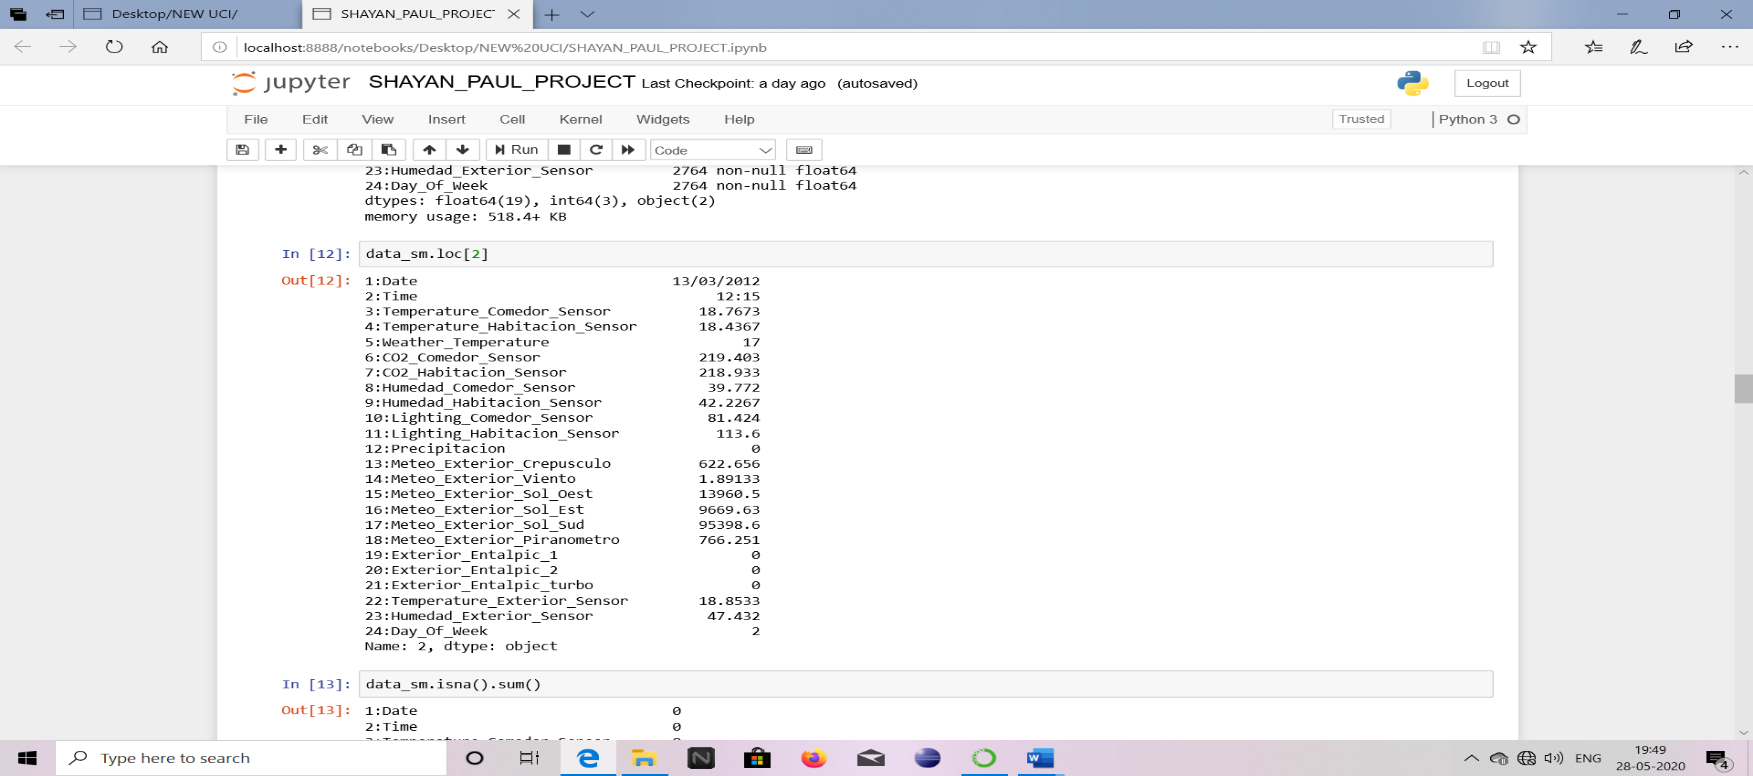 Desktop/NEW UCI/
SHAYAN_PAUL_PROJEC
localhost:8888/notebooks/Desktop/NEW%20UCI/SHAYAN_PAUL_PROJECT.ipynb
jupyter SHAYAN_PAUL_PROJECT Last Checkpoint: a day ago (autosaved)
Logout
File Edit View Insert Cell Kernel Widgets Help Trusted Python 3
Run Code
23:Humedad_Exterior_Sensor 2764 non-null float64
24:Day_Of_Week 2764 non-null float64
dtypes: float64(19), int64(3), object(2)
memory usage: 518.4+ KB
In [12]: data_sm.loc[2]
Out[12]: 1:Date 13/03/2012
2:Time 12:15
3:Temperature_Comedor_Sensor 18.7673
4:Temperature_Habitacion_Sensor 18.4367
5:Weather_Temperature 17
6:CO2_Comedor_Sensor 219.403
7:CO2_Habitacion_Sensor 218.933
8:Humedad_Comedor_Sensor 39.772
9:Humedad_Habitacion_Sensor 42.2267
10:Lighting_Comedor_Sensor 81.424
11:Lighting_Habitacion_Sensor 113.6
12:Precipitacion 0
13:Meteo_Exterior_Crepusculo 622.656
14:Meteo_Exterior_Viento 1.89133
15:Meteo_Exterior_Sol_Oest 13960.5
16:Meteo_Exterior_Sol_Est 9669.63
17:Meteo_Exterior_Sol_Sud 95398.6
18:Meteo_Exterior_Piranometro 766.251
19:Exterior_Entalpic_1 0
20:Exterior_Entalpic_2 0
21:Exterior_Entalpic_turbo 0
22:Temperature_Exterior_Sensor 18.8533
23:Humedad_Exterior_Sensor 47.432
24:Day_Of_Week 2
Name: 2, dtype: object
In [13]: data_sm.isna().sum()
Out[13]: 1:Date 0
2:Time 0
Type here to search
ENG
19:49
28-05-2020
4